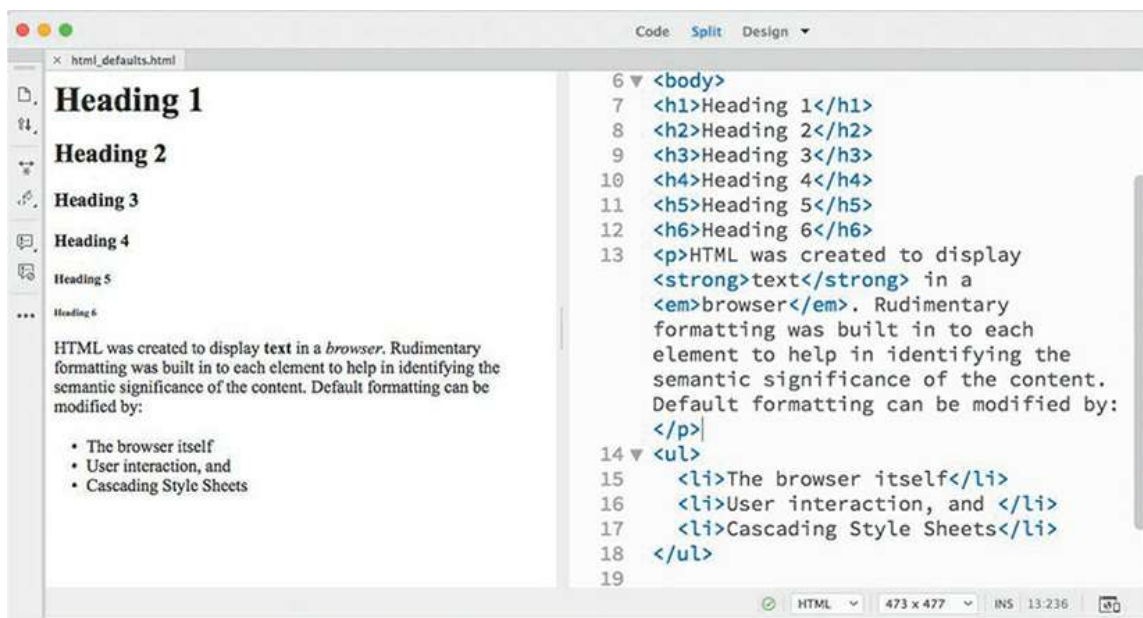 Code Split Design
× html_defaults.html
Heading 1
Heading 2
Heading 3
Heading 4
Heading 5
Heading 6
HTML was created to display text in a browser. Rudimentary
formatting was built in to each element to help in identifying the
semantic significance of the content. Default formatting can be
modified by:
• The browser itself
• User interaction, and
• Cascading Style Sheets
6 <body>
7 <h1>Heading 1</h1>
8 <h2>Heading 2</h2>
9 <h3>Heading 3</h3>
10 <h4>Heading 4</h4>
11 <h5>Heading 5</h5>
12 <h6>Heading 6</h6>
13 <p>HTML was created to display
<strong>text</strong> in a
<em>browser</em>. Rudimentary
formatting was built in to each
element to help in identifying the
semantic significance of the content.
Default formatting can be modified by:
</p>
14 <ul>
15 <li>The browser itself</li>
16 <li>User interaction, and </li>
17 <li>Cascading Style Sheets</li>
18 </ul>
19
HTML 473 x 477 INS 13:236